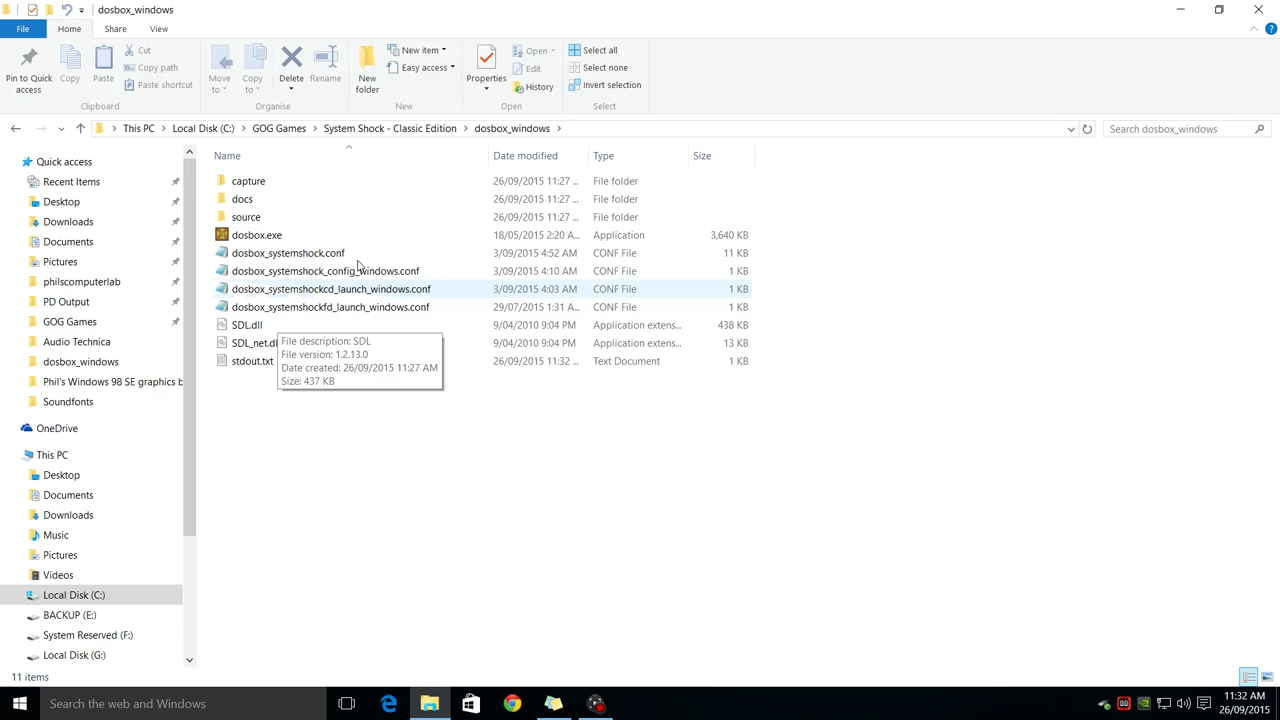 dosbox_windows
File
Home
Share
View
Pin to Quick access
Copy
Paste
Cut
Copy path
Paste shortcut
Clipboard
Move to
Copy to
Delete
Rename
Organise
New folder
New item
Easy access
New
Properties
Open
Edit
History
Open
Select all
Select none
Invert selection
Select
This PC
Local Disk (C:)
GOG Games
System Shock - Classic Edition
dosbox_windows
Search dosbox_windows
Name Date modified Type Size
capture 26/09/2015 11:27 ... File folder
docs 26/09/2015 11:27 ... File folder
source 26/09/2015 11:27 ... File folder
dosbox.exe 18/05/2015 2:20 A... Application 3,640 KB
dosbox_systemshock.conf 3/09/2015 4:52 AM CONF File 11 KB
dosbox_systemshock_config_windows.conf 3/09/2015 4:10 AM CONF File 1 KB
dosbox_systemshockcd_launch_windows.conf 3/09/2015 4:03 AM CONF File 1 KB
dosbox_systemshockfd_launch_windows.conf 29/07/2015 1:31 A... CONF File 1 KB
SDL.dll 9/04/2010 9:04 PM Application extens... 438 KB
SDL_net.dl 9/04/2010 9:04 PM Application extens... 13 KB
stdout.txt 26/09/2015 11:32 ... Text Document 1 KB
File description: SDL
File version: 1.2.13.0
Date created: 26/09/2015 11:27 AM
Size: 437 KB
Quick access
Recent Items
Desktop
Downloads
Documents
Pictures
philscomputerlab
PD Output
GOG Games
Audio Technica
dosbox_windows
Phil's Windows 98 SE graphics b
Soundfonts
OneDrive
This PC
Desktop
Documents
Downloads
Music
Pictures
Videos
Local Disk (C:)
BACKUP (E:)
System Reserved (F:)
Local Disk (G:)
11 items
Search the web and Windows
11:32 AM
26/09/2015